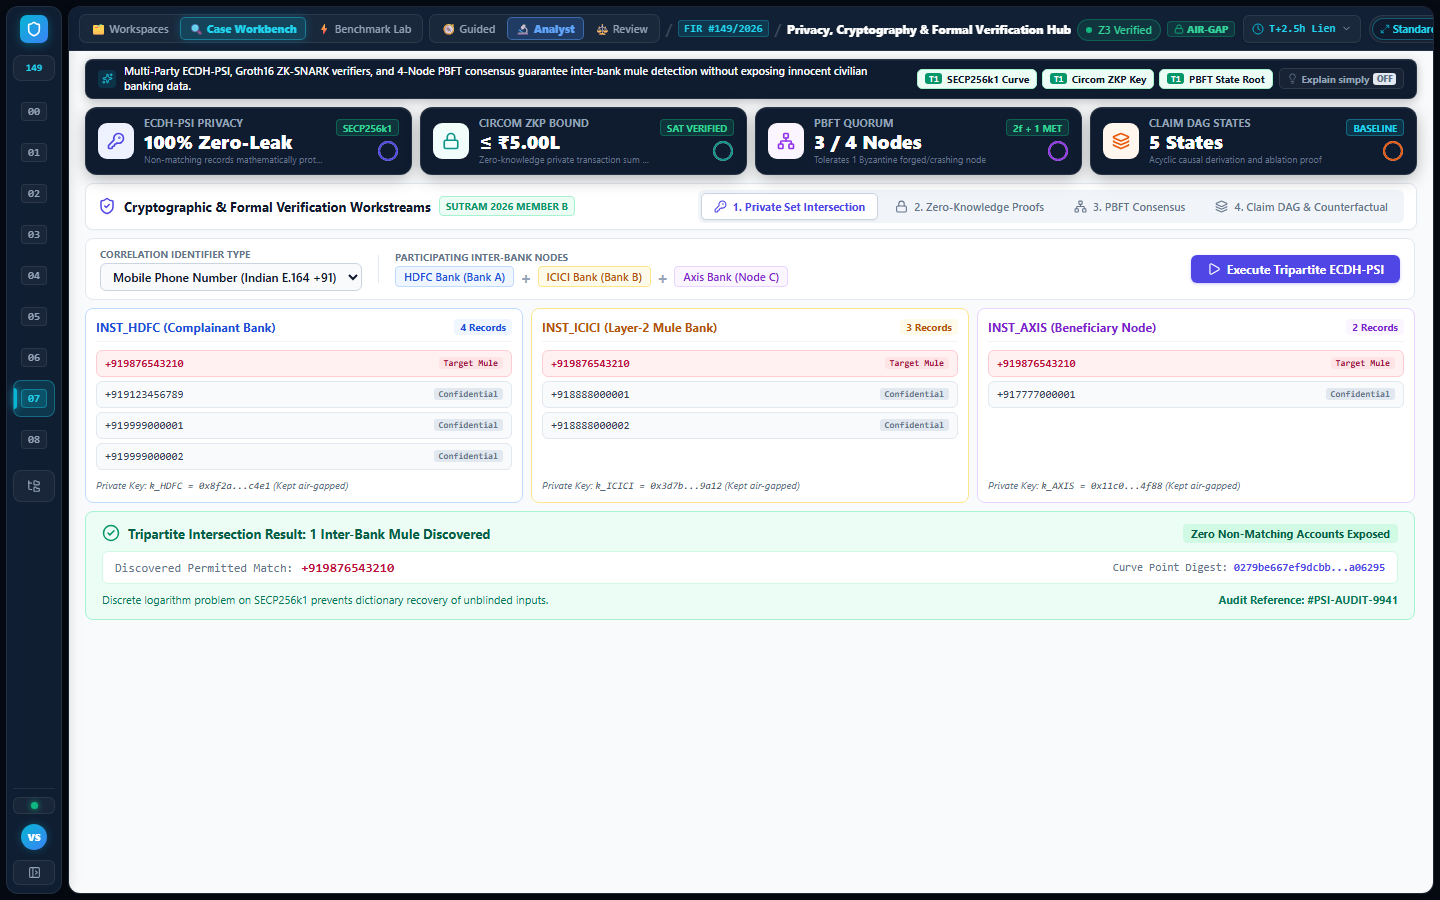 Workspaces
Case Workbench
Benchmark Lab
Guided
Analyst
Review
/
FIR #149/2026
/
Privacy, Cryptography & Formal Verification Hub
Z3 Verified
AIR-GAP
T+2.5h Lien
Standard
149
00
01
02
03
04
05
06
07
08
VS
Multi-Party ECDH-PSI, Groth16 ZK-SNARK verifiers, and 4-Node PBFT consensus guarantee inter-bank mule detection without exposing innocent civilian
banking data.
T1 SECP256k1 Curve
T1 Circom ZKP Key
T1 PBFT State Root
Explain simply OFF
ECDH-PSI PRIVACY
SECP256k1
100% Zero-Leak
Non-matching records mathematically prot...
CIRCOM ZKP BOUND
SAT VERIFIED
≤ ₹5.00L
Zero-knowledge private transaction sum ...
PBFT QUORUM
2f + 1 MET
3 / 4 Nodes
Tolerates 1 Byzantine forged/crashing node
CLAIM DAG STATES
BASELINE
5 States
Acyclic causal derivation and ablation proof
Cryptographic & Formal Verification Workstreams
SUTRAM 2026 MEMBER B
1. Private Set Intersection
2. Zero-Knowledge Proofs
3. PBFT Consensus
4. Claim DAG & Counterfactual
CORRELATION IDENTIFIER TYPE
Mobile Phone Number (Indian E.164 +91)
PARTICIPATING INTER-BANK NODES
HDFC Bank (Bank A) + ICICI Bank (Bank B) + Axis Bank (Node C)
Execute Tripartite ECDH-PSI
INST_HDFC (Complainant Bank)
4 Records
+919876543210
Target Mule
+919123456789
Confidential
+919999000001
Confidential
+919999000002
Confidential
Private Key: k_HDFC = 0x8f2a...c4e1 (Kept air-gapped)
INST_ICICI (Layer-2 Mule Bank)
3 Records
+919876543210
Target Mule
+918888000001
Confidential
+918888000002
Confidential
Private Key: k_ICICI = 0x3d7b...9a12 (Kept air-gapped)
INST_AXIS (Beneficiary Node)
2 Records
+919876543210
Target Mule
+917777000001
Confidential
Private Key: k_AXIS = 0x11c0...4f88 (Kept air-gapped)
Tripartite Intersection Result: 1 Inter-Bank Mule Discovered
Zero Non-Matching Accounts Exposed
Discovered Permitted Match: +919876543210
Curve Point Digest: 0279be667ef9dcbb...a06295
Discrete logarithm problem on SECP256k1 prevents dictionary recovery of unblinded inputs.
Audit Reference: #PSI-AUDIT-9941